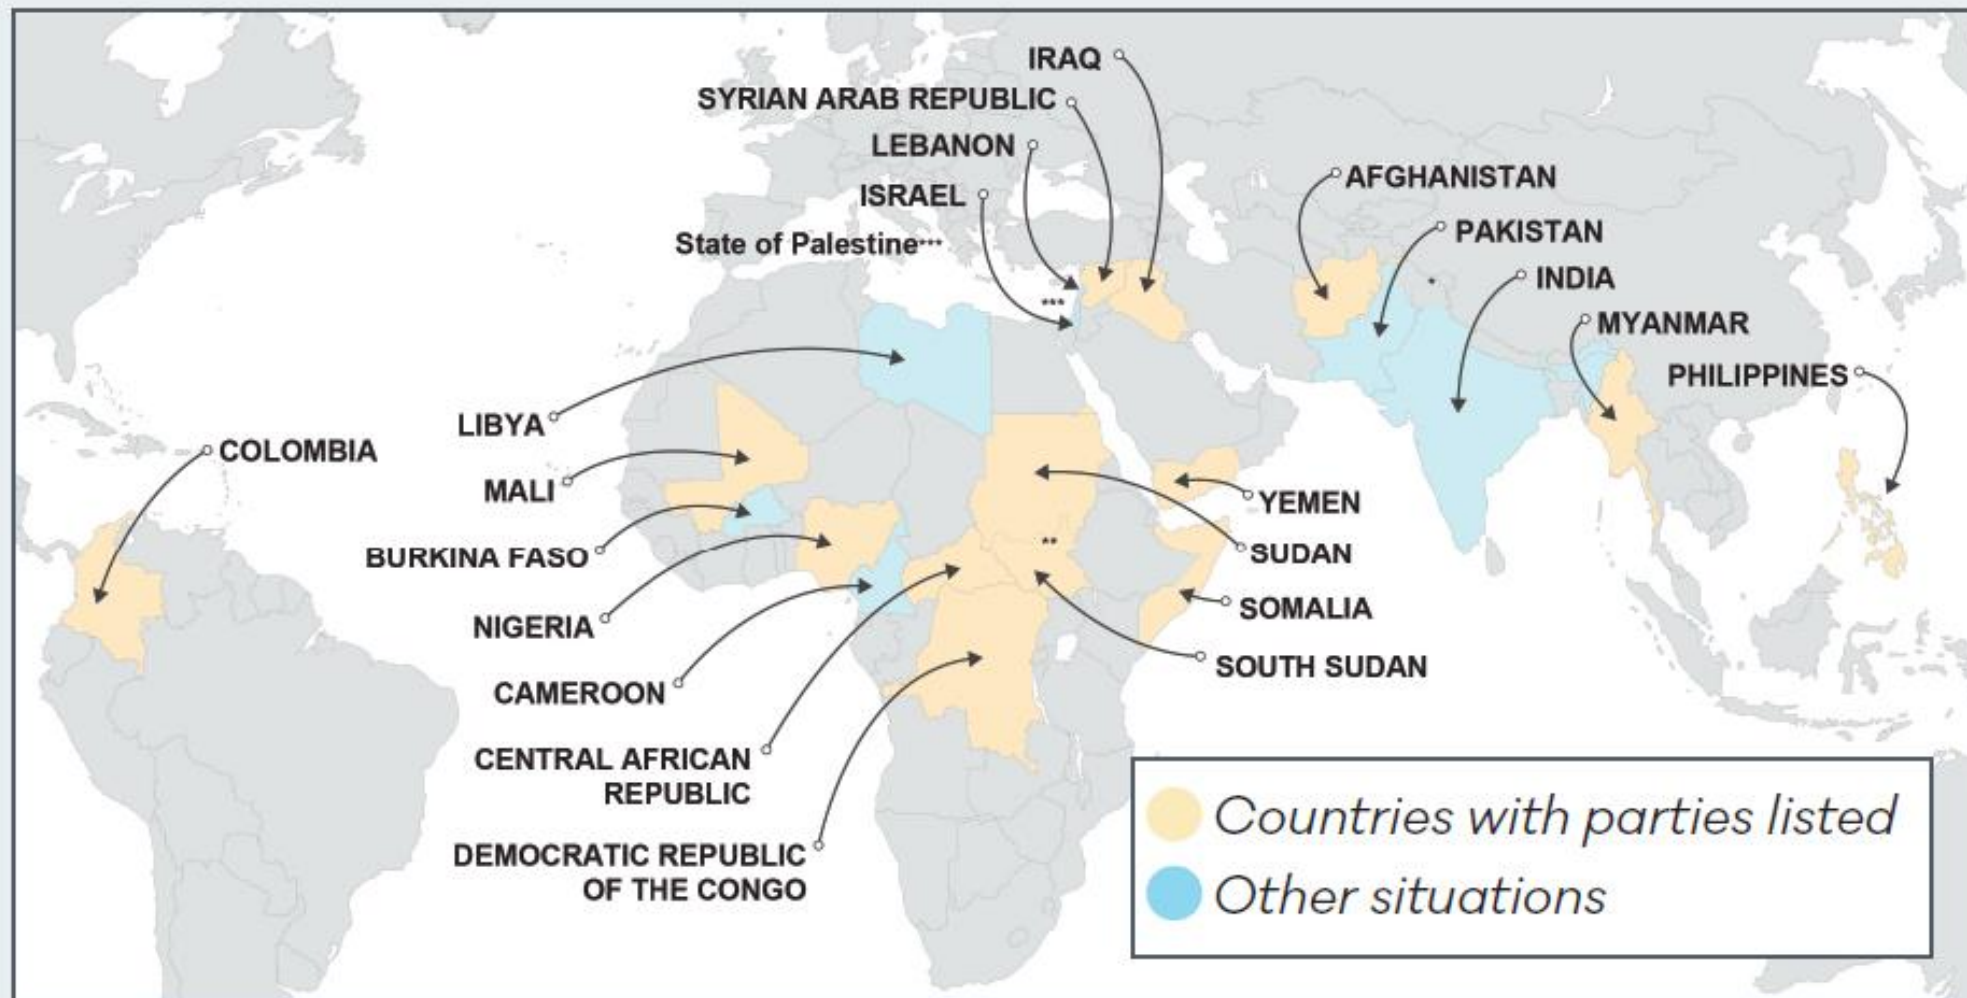 IRAQ
SYRIAN ARAB REPUBLIC
LEBANON
ISRAEL
State of Palestine***
***
AFGHANISTAN
PAKISTAN
*
INDIA
MYANMAR
PHILIPPINES
LIBYA
COLOMBIA
MALI
BURKINA FASO
NIGERIA
CAMEROON
CENTRAL AFRICAN
REPUBLIC
DEMOCRATIC REPUBLIC
OF THE CONGO
YEMEN
**
SUDAN
SOMALIA
SOUTH SUDAN
Countries with parties listed
Other situations